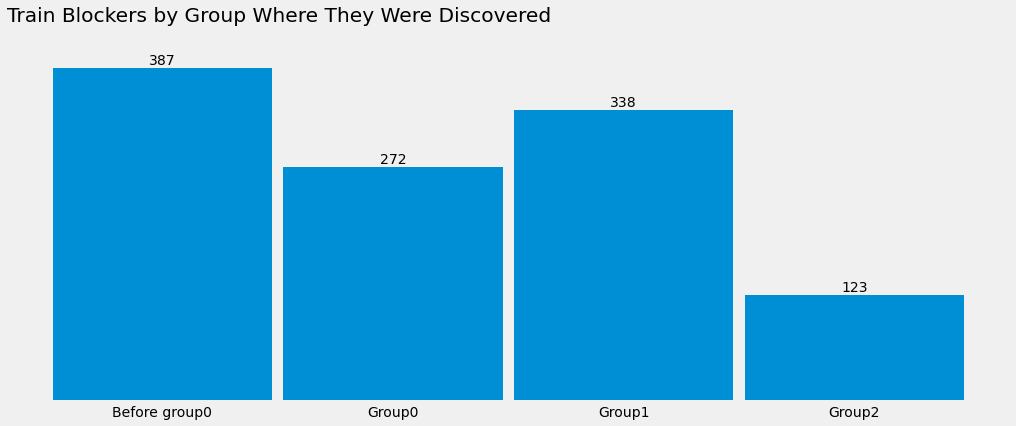 Train Blockers by Group Where They Were Discovered
387
272
338
123
Before group0
Group0
Group1
Group2